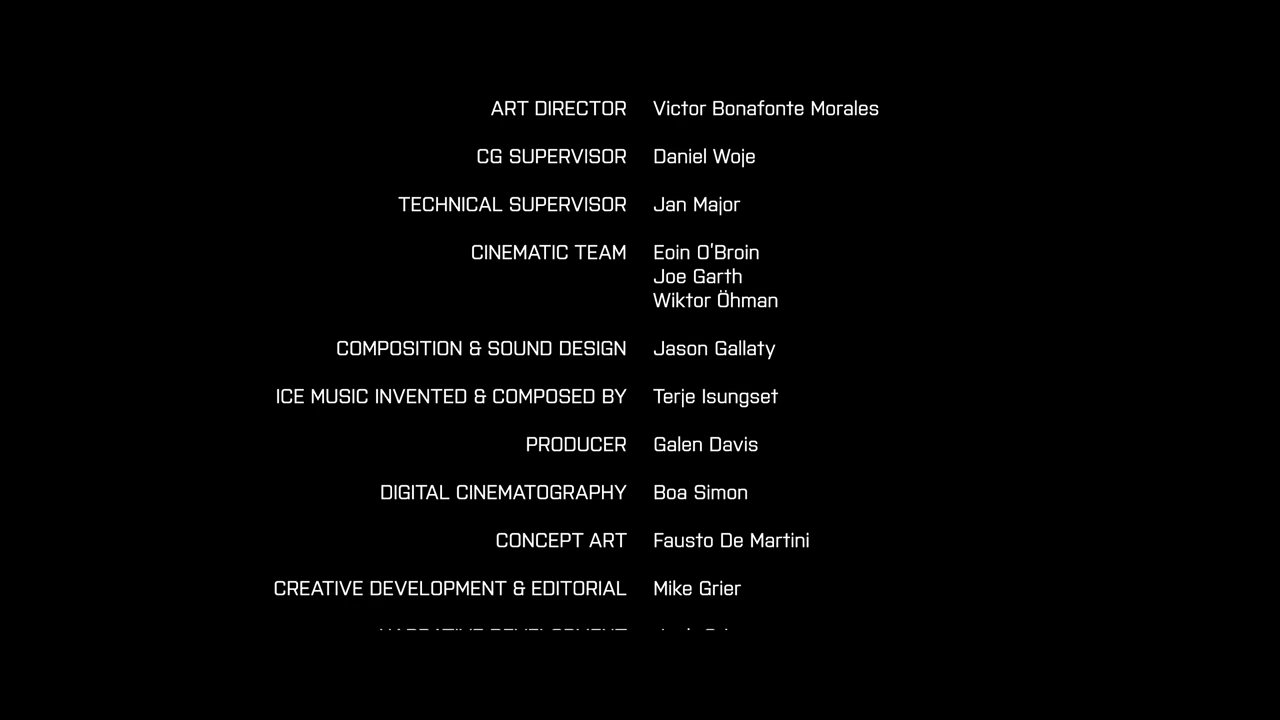 ART DIRECTOR Victor Bonafonte Morales
CG SUPERVISOR Daniel Woje
TECHNICAL SUPERVISOR Jan Major
CINEMATIC TEAM Eoin O'Broin
Joe Garth
Wiktor Öhman
COMPOSITION & SOUND DESIGN Jason Gallaty
ICE MUSIC INVENTED & COMPOSED BY Terje Isungset
PRODUCER Galen Davis
DIGITAL CINEMATOGRAPHY Boa Simon
CONCEPT ART Fausto De Martini
CREATIVE DEVELOPMENT & EDITORIAL Mike Grier